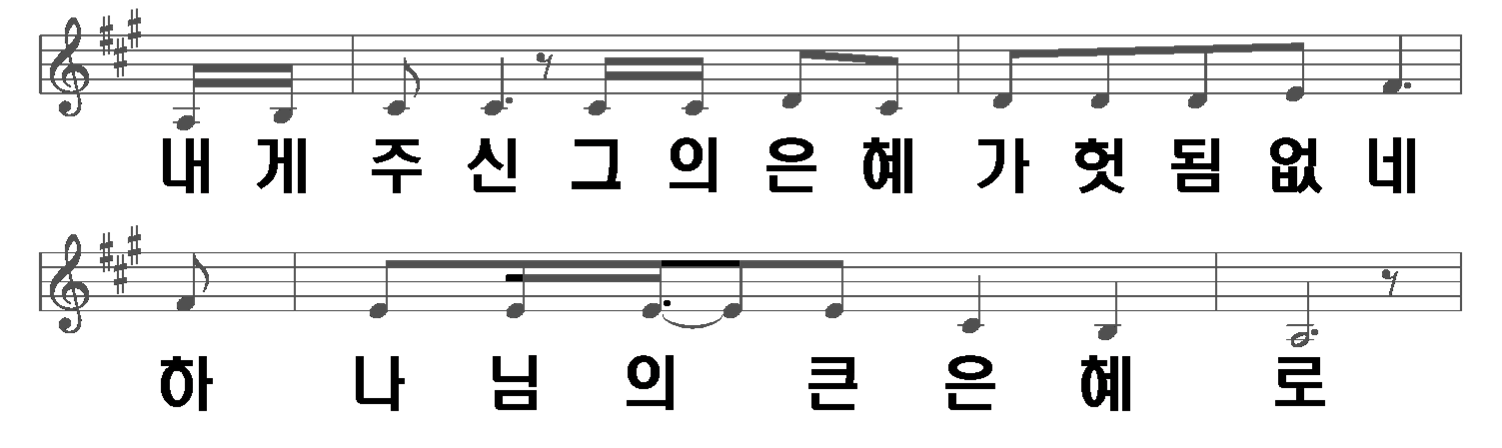 내 게 주 신 그 의 은 혜 가 헛 됨 없 네
하 나 님 의 큰 은 혜 로